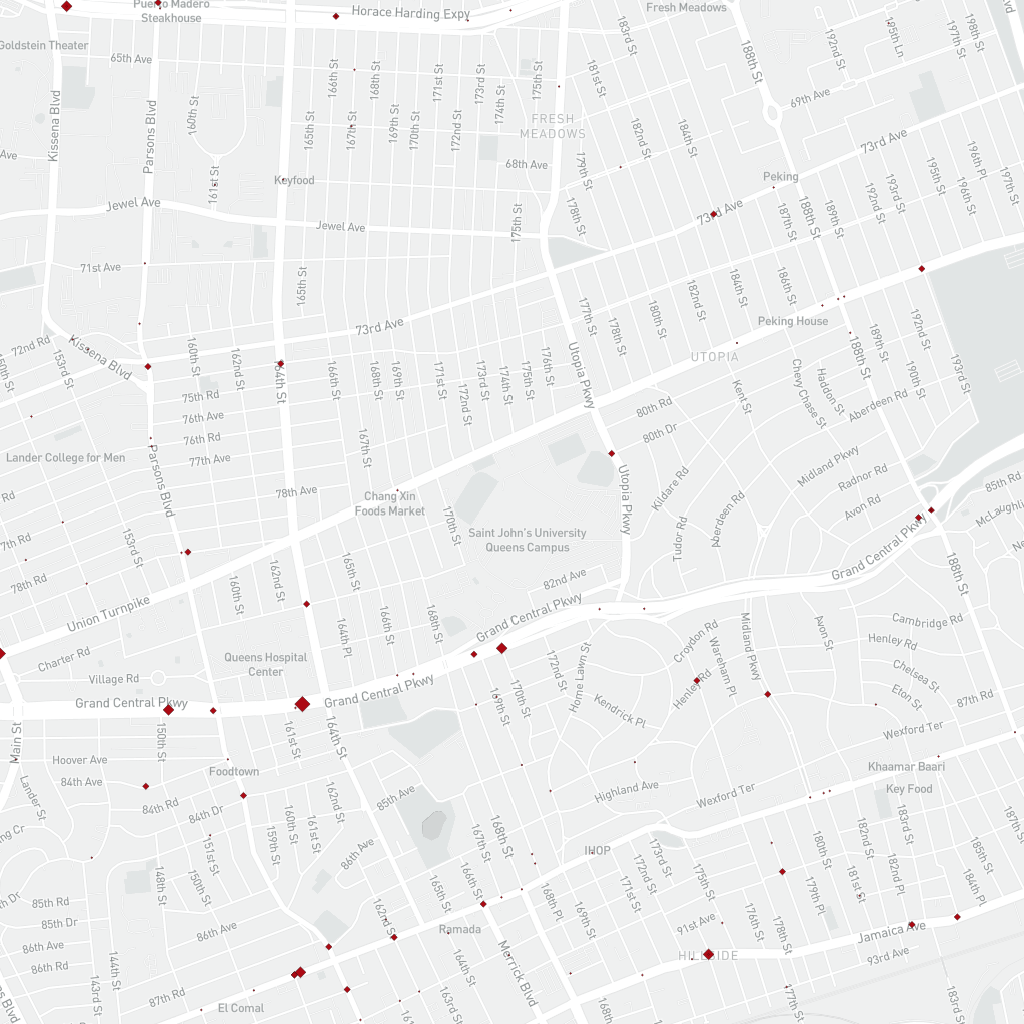 Puerto Madero
Steakhouse
Horace Harding Expy
Fresh Meadows
Goldstein Theater
65th Ave
183rd St
192nd St
195th Ln
197th St
198th St
188th St
Kissena Blvd
Parsons Blvd
160th St
166th St
168th St
171st St
173rd St
175th St
181st St
165th St
167th St
169th St
170th St
172nd St
174th St
FRESH
MEADOWS
182nd St
184th St
69th Ave
73rd Ave
68th Ave
179th St
161st St
Keyfood
Peking
196th Pl
195th St
196th St
193rd St
192nd St
Jewel Ave
Jewel Ave
175th St
178th St
73rd Ave
187th St
188th St
189th St
71st Ave
165th St
73rd Ave
177th St
178th St
180th St
182nd St
184th St
186th St
Peking House
UTOPIA
72nd Rd
Kissena Blvd
150th St
153rd St
160th St
162nd St
164th St
166th St
168th St
169th St
171st St
172nd St
173rd St
174th St
175th St
176th St
Utopia Pkwy
188th St
189th St
190th St
192nd St
193rd St
75th Rd
76th Ave
76th Rd
77th Ave
80th Rd
80th Dr
Kent St
Chevy Chase St
Haddon St
Aberdeen Rd
Lander College for Men
Parsons Blvd
78th Ave
167th St
Chang Xin
Foods Market
170th St
Saint John's University
Queens Campus
Utopia Pkwy
Kildare Rd
Aberdeen Rd
Tudor Rd
Midland Pkwy
Radnor Rd
Avon Rd
85th Rd
153rd St
78th Rd
Union Turnpike
160th St
162nd St
165th St
166th St
168th St
164th Pl
82nd Ave
Grand Central Pkwy
Grand Central Pkwy
188th St
Charter Rd
Village Rd
Queens Hospital
Center
Grand Central Pkwy
Grand Central Pkwy
172nd St
Home Lawn St
Croydon Rd
Wareham Pl
Midland Pkwy
Henley Rd
Kendrick Pl
Avon St
Cambridge Rd
Henley Rd
Chelsea St
Eton St
87th Rd
Wexford Ter
Main St
150th St
161st St
164th St
169th St
170th St
Hoover Ave
84th Ave
84th Rd
84th Dr
Foodtown
Lander St
85th Ave
86th Ave
162nd St
161st St
160th St
159th St
151st St
150th St
148th St
167th St
168th St
166th St
165th St
Highland Ave
Wexford Ter
Khaamar Baari
Key Food
IHOP
173rd St
172nd St
171st St
175th St
176th St
178th St
179th Pl
180th St
181st St
182nd St
182nd Pl
183rd St
184th Pl
185th St
187th St
85th Rd
85th Dr
86th Ave
86th Rd
86th Ave
87th Rd
162nd St
168th Pl
169th St
Ramada
91st Ave
HILLSIDE
Jamaica Ave
93rd Ave
144th St
143rd St
El Comal
164th St
163rd St
Merrick Blvd
177th St
183rd St